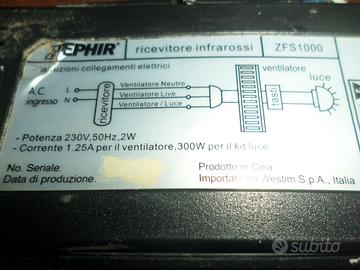 ZEPHIR®
ricevitore infrarossi
ZFS1000
istruzioni collegamenti elettrici
A.C.
ingresso
L
N
ricevitore
Ventilatore Neutro
Ventilatore Live
Ventilatore / Luce
ventilatore
tasti
luce
- Potenza 230V,50Hz,2W
- Corrente 1.25A per il ventilatore, 300W per il kit luce.
No. Seriale:
Data di produzione:
Prodotto in Cina
Importato da Westim S.p.A., Italia
subito